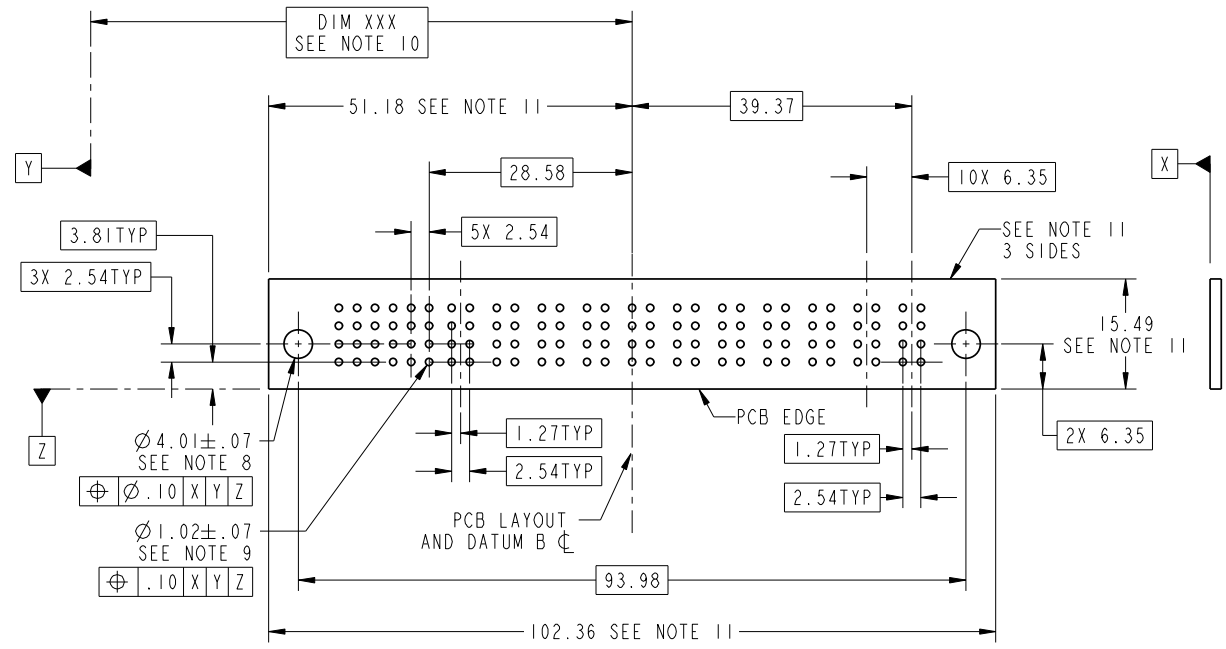 DIM XXX
SEE NOTE 10
51.18 SEE NOTE 11
39.37
Y
28.58
X
10X 6.35
3.81TYP
5X 2.54
SEE NOTE 11
3 SIDES
3X 2.54TYP
15.49
SEE NOTE 11
Z
PCB EDGE
Ø4.01±.07
SEE NOTE 8
⌖ Ø.10 X Y Z
1.27TYP
2.54TYP
1.27TYP
2X 6.35
2.54TYP
PCB LAYOUT
AND DATUM B ℄
Ø1.02±.07
SEE NOTE 9
⌖ .10 X Y Z
93.98
102.36 SEE NOTE 11